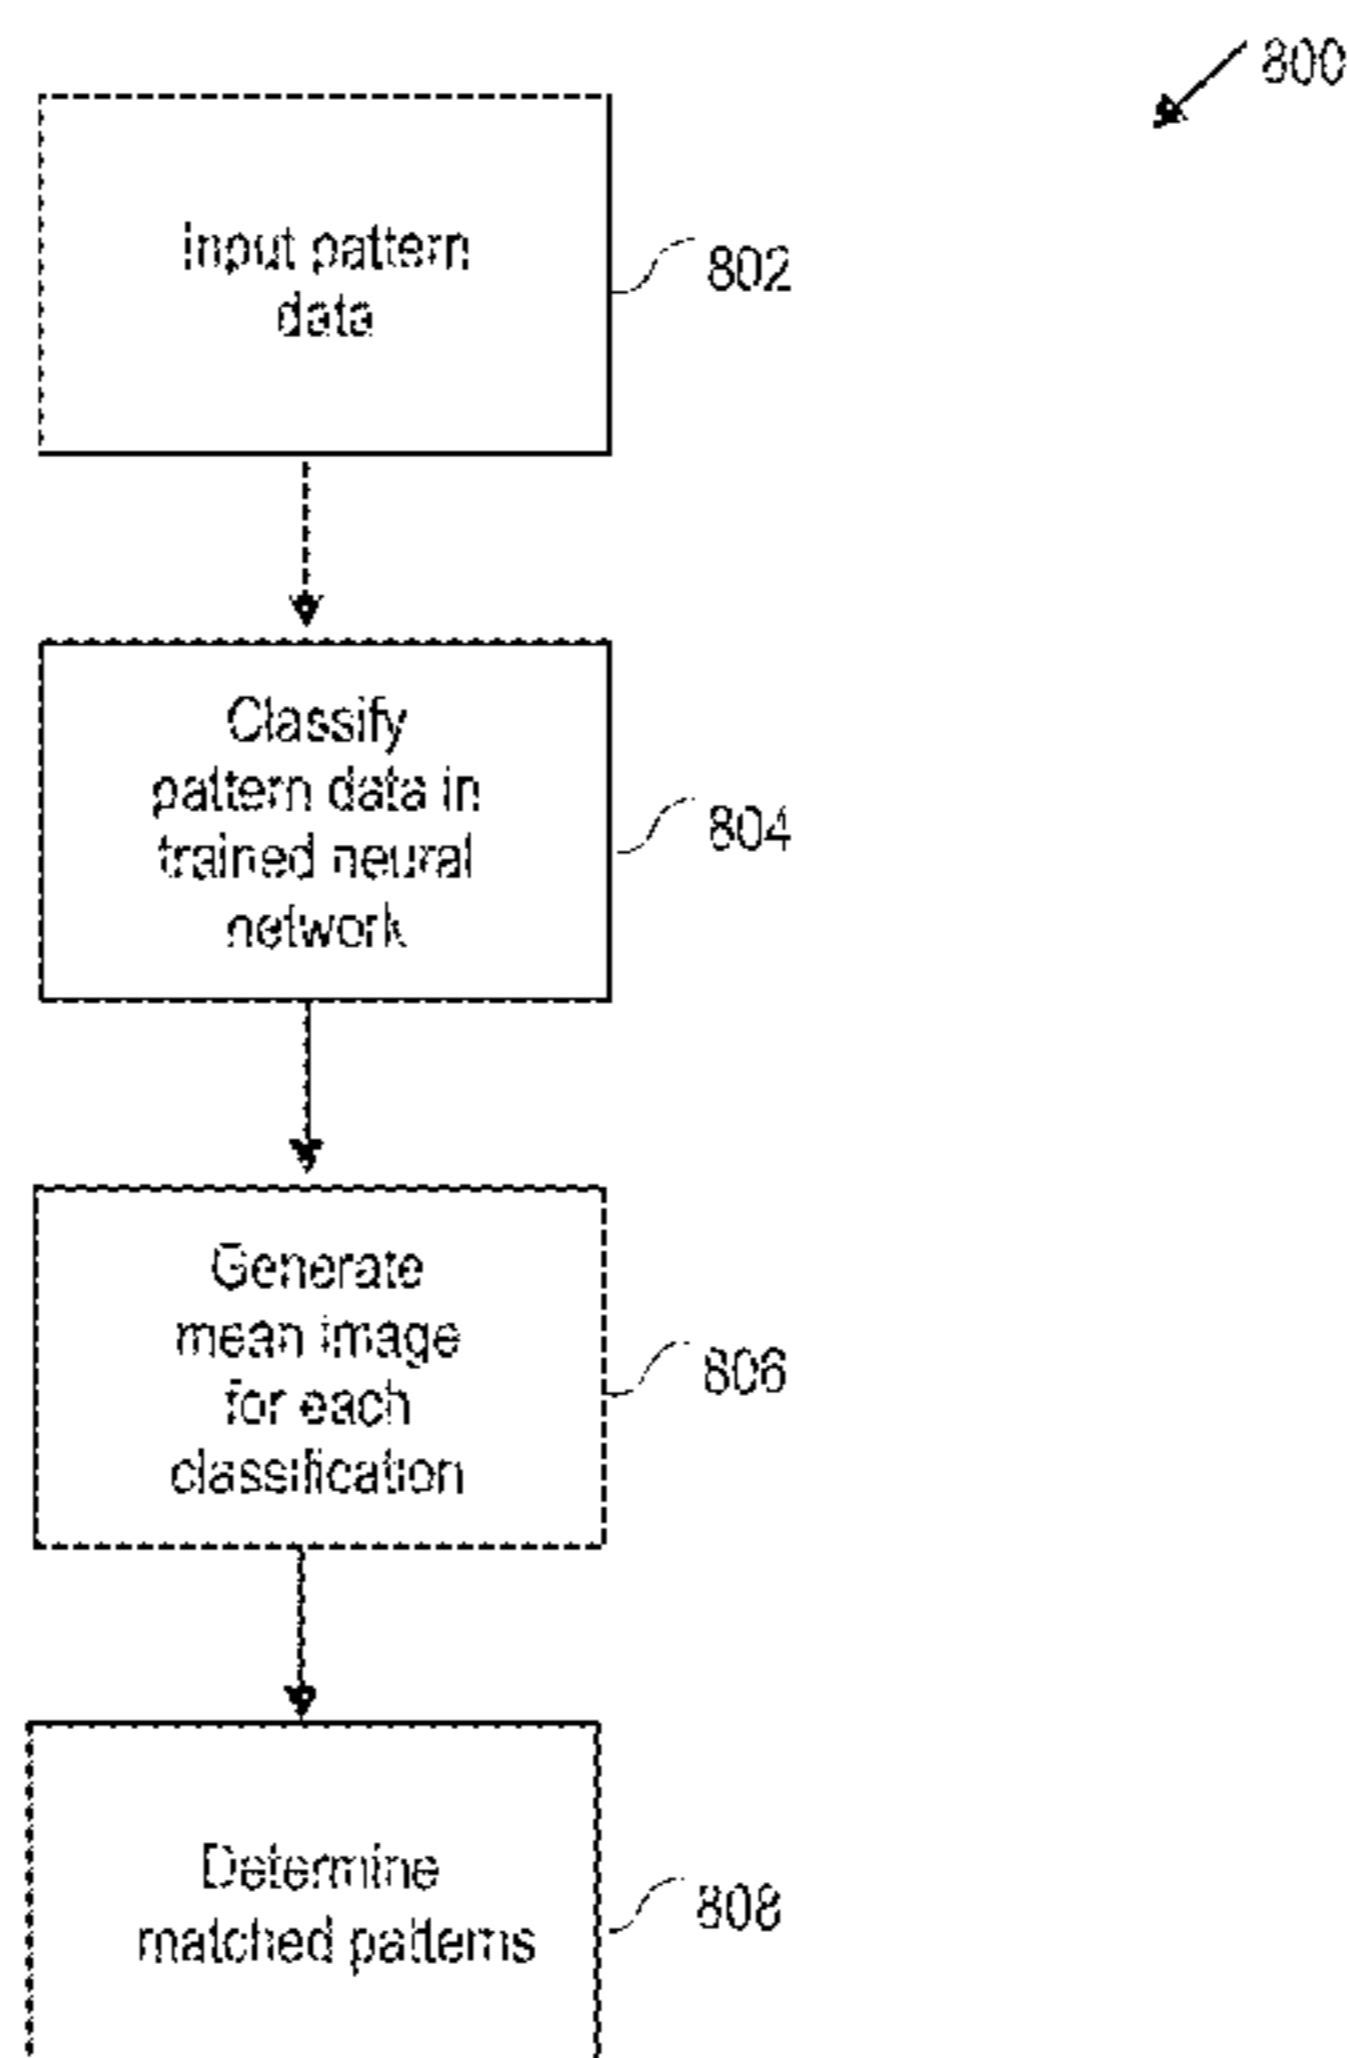 800
Input pattern
data
802
Classify
pattern data in
trained neural
network
804
Generate
mean image
for each
classification
806
Determine
matched patterns
808